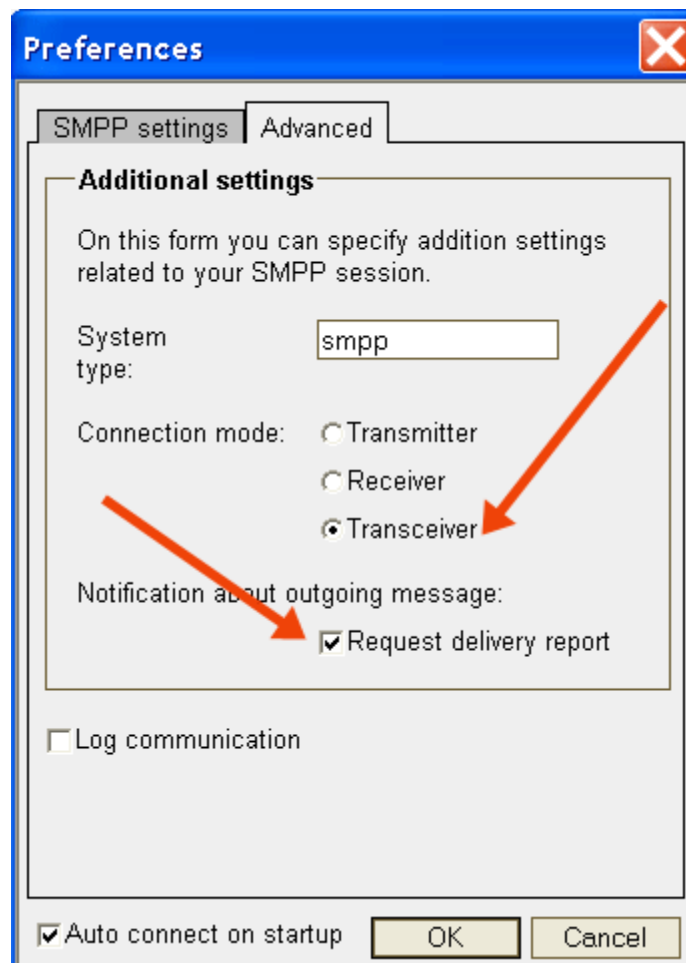 Preferences
SMPP settings
Advanced
Additional settings
On this form you can specify addition settings
related to your SMPP session.
System
type:
smpp
Connection mode:
Transmitter
Receiver
Transceiver
Notification about outgoing message:
Request delivery report
Log communication
Auto connect on startup
OK
Cancel